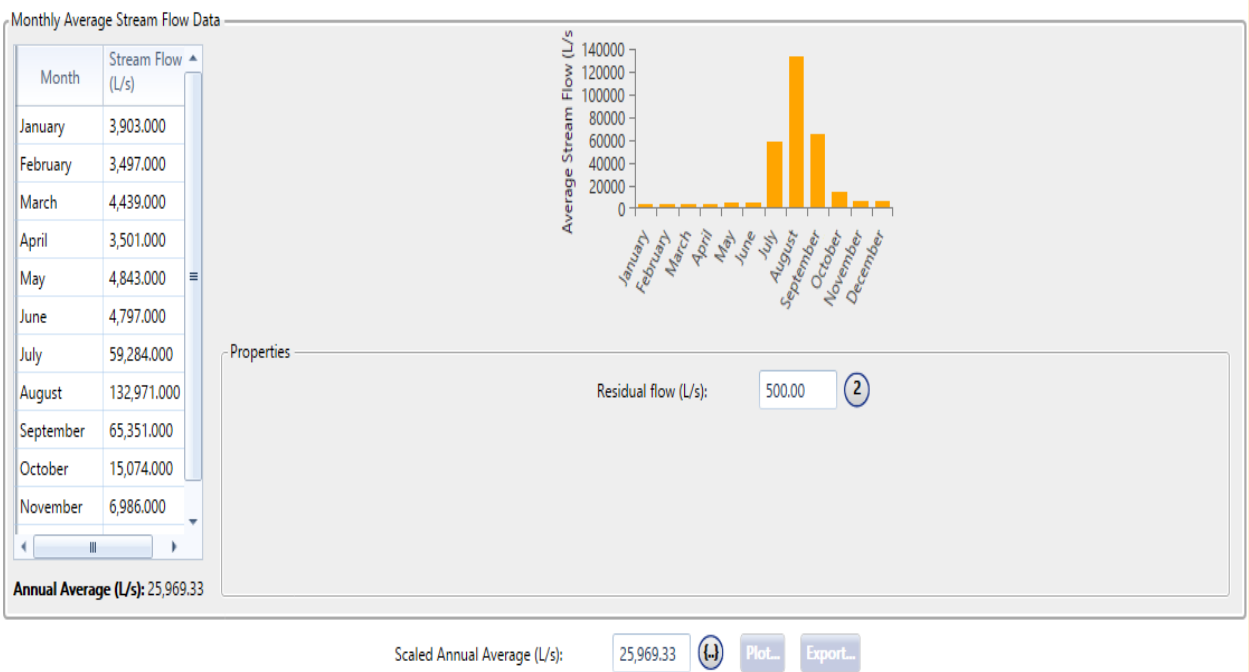 Monthly Average Stream Flow Data
Month Stream Flow (L/s)
January 3,903.000
February 3,497.000
March 4,439.000
April 3,501.000
May 4,843.000
June 4,797.000
July 59,284.000
August 132,971.000
September 65,351.000
October 15,074.000
November 6,986.000
Annual Average (L/s): 25,969.33
Average Stream Flow (L/s
140000
120000
100000
80000
60000
40000
20000
0
January
February
March
April
May
June
July
August
September
October
November
December
Properties
Residual flow (L/s): 500.00 2
Scaled Annual Average (L/s): 25,969.33 {..} Plot... Export...